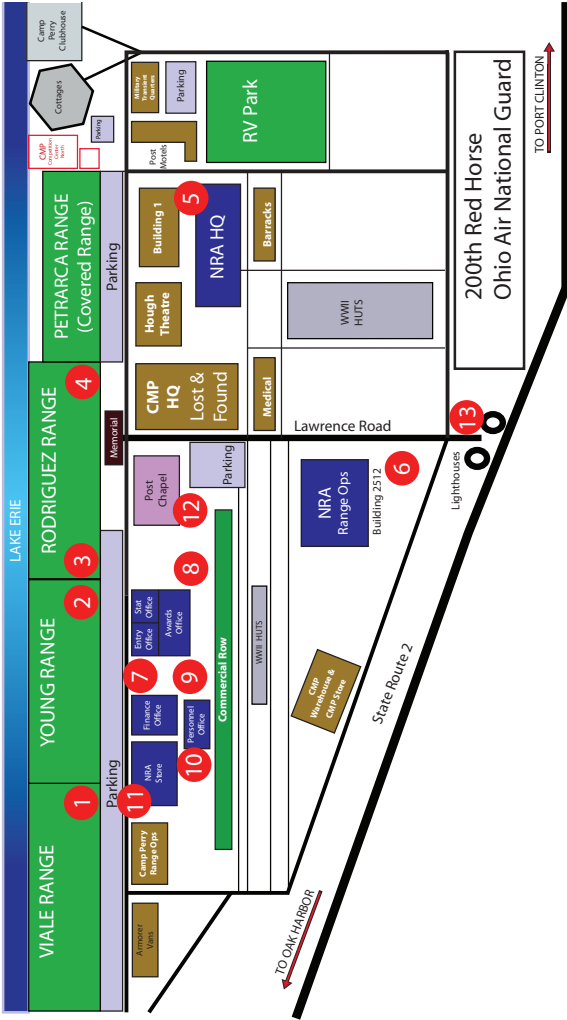 LAKE ERIE
VIALE RANGE
YOUNG RANGE
RODRIGUEZ RANGE
PETRARCA RANGE
(Covered Range)
CMP
Competition
Center
North
Cottages
Camp Perry
Clubhouse
1
2
3
4
Parking
Parking
Memorial
Parking
Parking
Armorer
Vans
Camp Perry
Range Ops
11
NRA
Store
10
Finance
Office
Personnel
Office
7
9
Entry
Office
Stat
Office
Awards
Office
8
Post
Chapel
12
Parking
Commercial Row
WWII HUTS
CMP
HQ
Lost &
Found
Hough
Theatre
Building 1
5
NRA HQ
Post
Motels
Military
Transient
Quarters
Parking
RV Park
Medical
Barracks
WWII
HUTS
Lawrence Road
CMP
Warehouse &
CMP Store
NRA
Range Ops
Building 2512
6
13
Lighthouses
State Route 2
TO OAK HARBOR
200th Red Horse
Ohio Air National Guard
TO PORT CLINTON